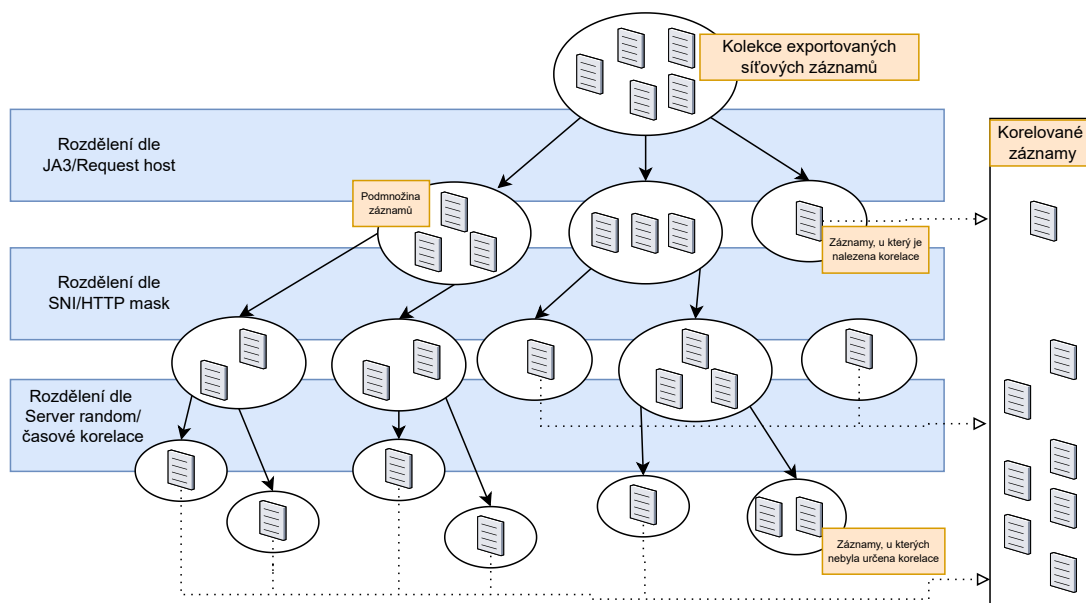 Kolekce exportovaných
síťových záznamů
Rozdělení dle
JA3/Request host
Korelované
záznamy
Podmnožina
záznamů
Záznamy, u který je
nalezena korelace
Rozdělení dle
SNI/HTTP mask
Rozdělení dle
Server random/
časové korelace
Záznamy, u kterých
nebyla určena korelace